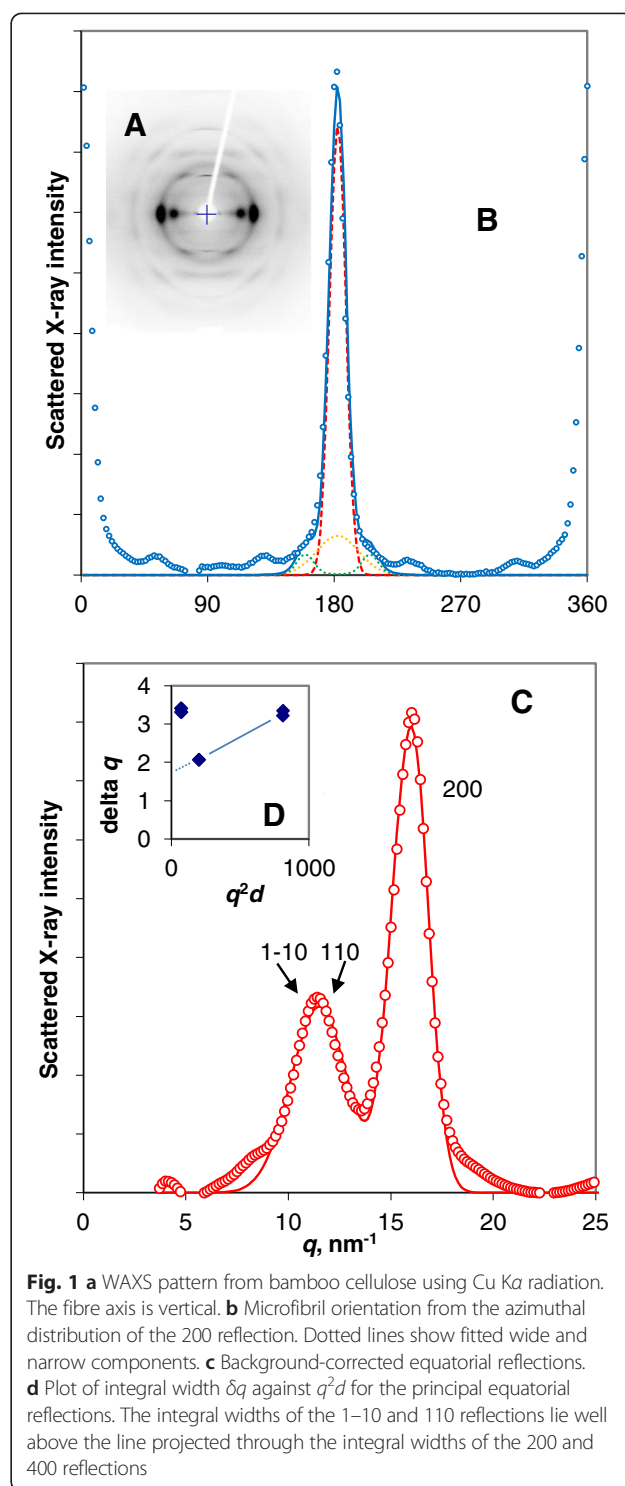 A
B
Scattered X-ray intensity
0 90 180 270 360
C
D
4
3
2
1
0
delta q
0 1000
q²d
200
1-10 110
Scattered X-ray intensity
0 5 10 15 20 25
q, nm⁻¹
Fig. 1 a WAXS pattern from bamboo cellulose using Cu Kα radiation.
The fibre axis is vertical. b Microfibril orientation from the azimuthal
distribution of the 200 reflection. Dotted lines show fitted wide and
narrow components. c Background-corrected equatorial reflections.
d Plot of integral width δq against q²d for the principal equatorial
reflections. The integral widths of the 1–10 and 110 reflections lie well
above the line projected through the integral widths of the 200 and
400 reflections